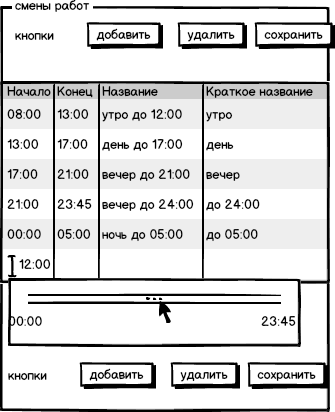 смены работ
кнопки добавить удалить сохранить
Начало Конец Название Краткое название
08:00 13:00 утро до 12:00 утро
13:00 17:00 день до 17:00 день
17:00 21:00 вечер до 21:00 вечер
21:00 23:45 вечер до 24:00 до 24:00
00:00 05:00 ночь до 05:00 до 05:00
12:00
00:00 23:45
кнопки добавить удалить сохранить